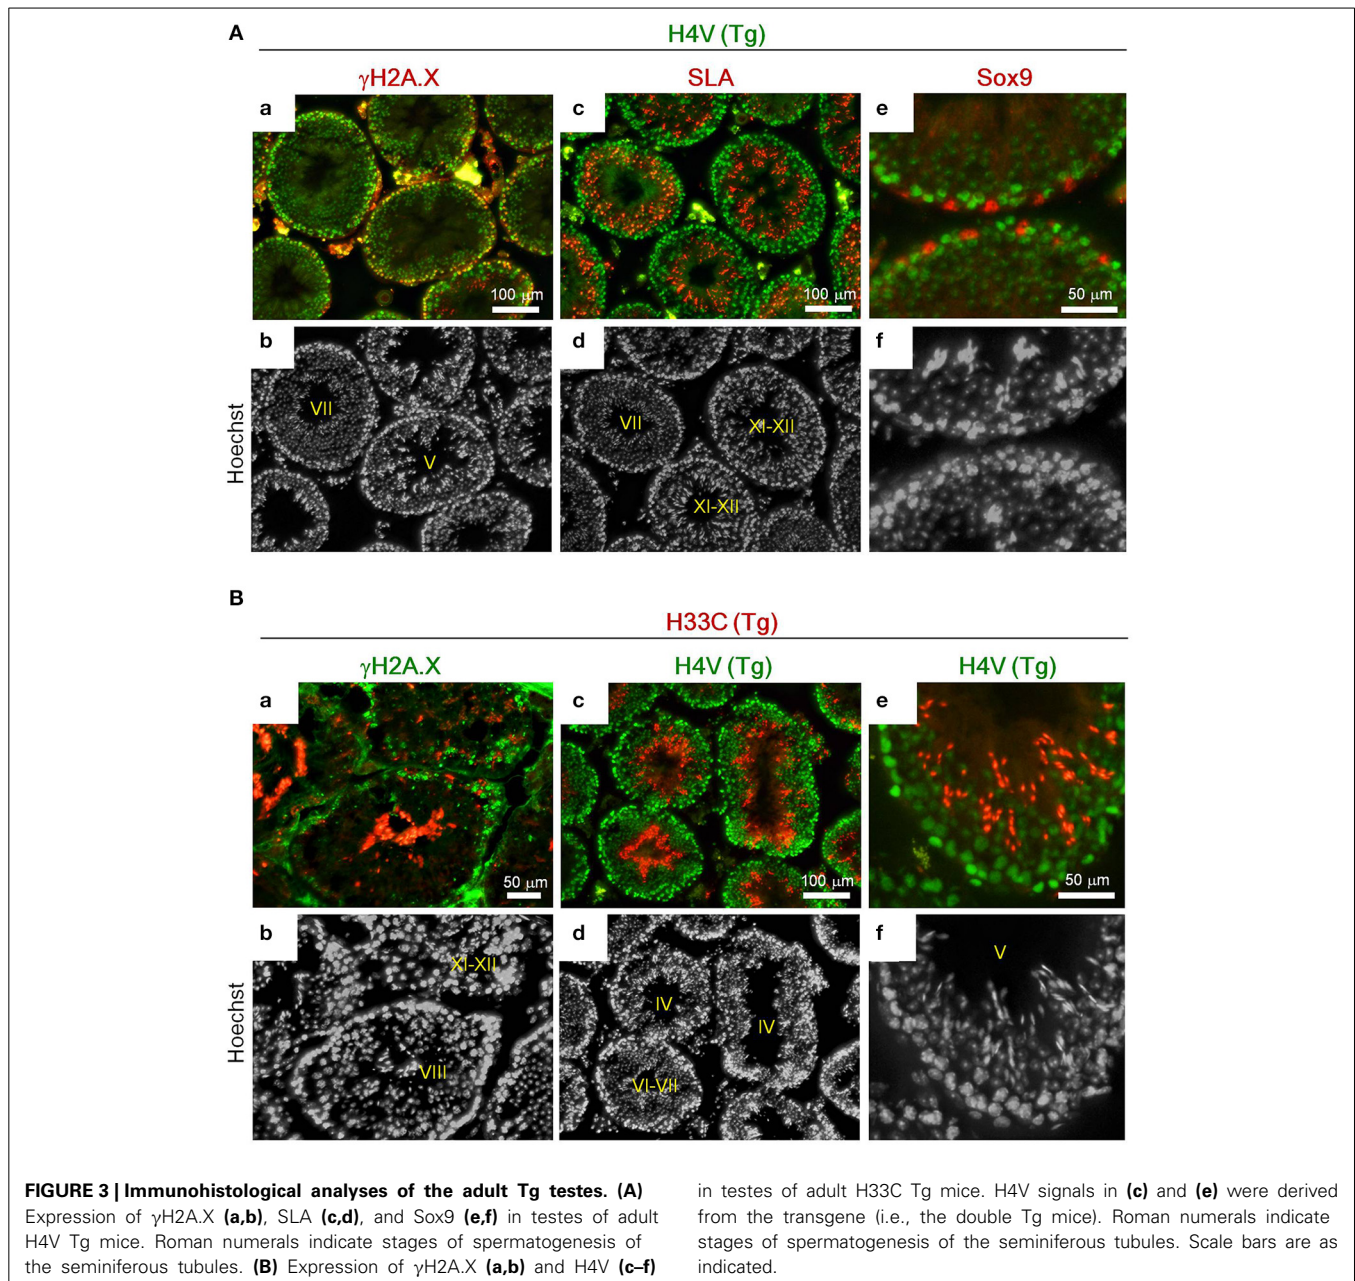 A
H4V (Tg)
γH2A.X
SLA
Sox9
a
c
e
100 μm
100 μm
50 μm
b
d
f
Hoechst
VII
V
VII
XI-XII
XI-XII
B
H33C (Tg)
γH2A.X
H4V (Tg)
H4V (Tg)
a
c
e
50 μm
100 μm
50 μm
b
d
f
Hoechst
XI-XII
VIII
IV
IV
VI-VII
V
FIGURE 3 | Immunohistological analyses of the adult Tg testes. (A)
Expression of γH2A.X (a,b), SLA (c,d), and Sox9 (e,f) in testes of adult
H4V Tg mice. Roman numerals indicate stages of spermatogenesis of
the seminiferous tubules. (B) Expression of γH2A.X (a,b) and H4V (c–f)
in testes of adult H33C Tg mice. H4V signals in (c) and (e) were derived
from the transgene (i.e., the double Tg mice). Roman numerals indicate
stages of spermatogenesis of the seminiferous tubules. Scale bars are as
indicated.